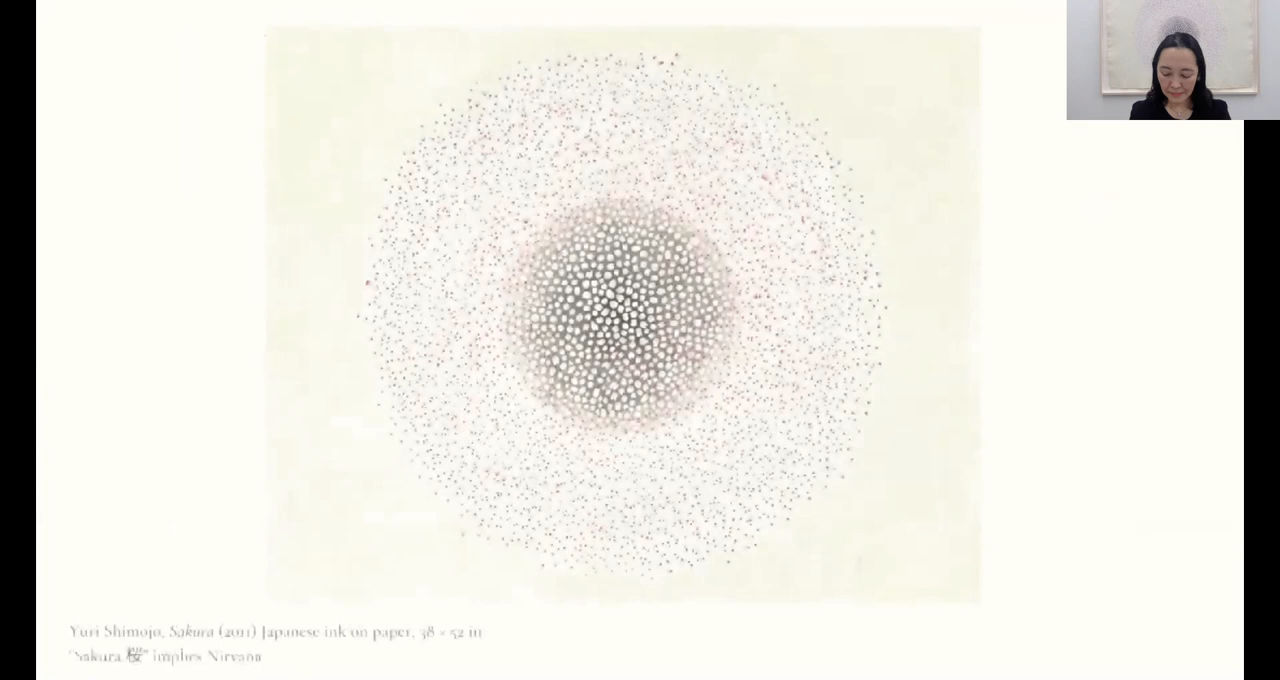 Yuri Shimojo, Sakura (2011) Japanese ink on paper, 38 × 52 in
"Sakura 桜" implies Nirvana